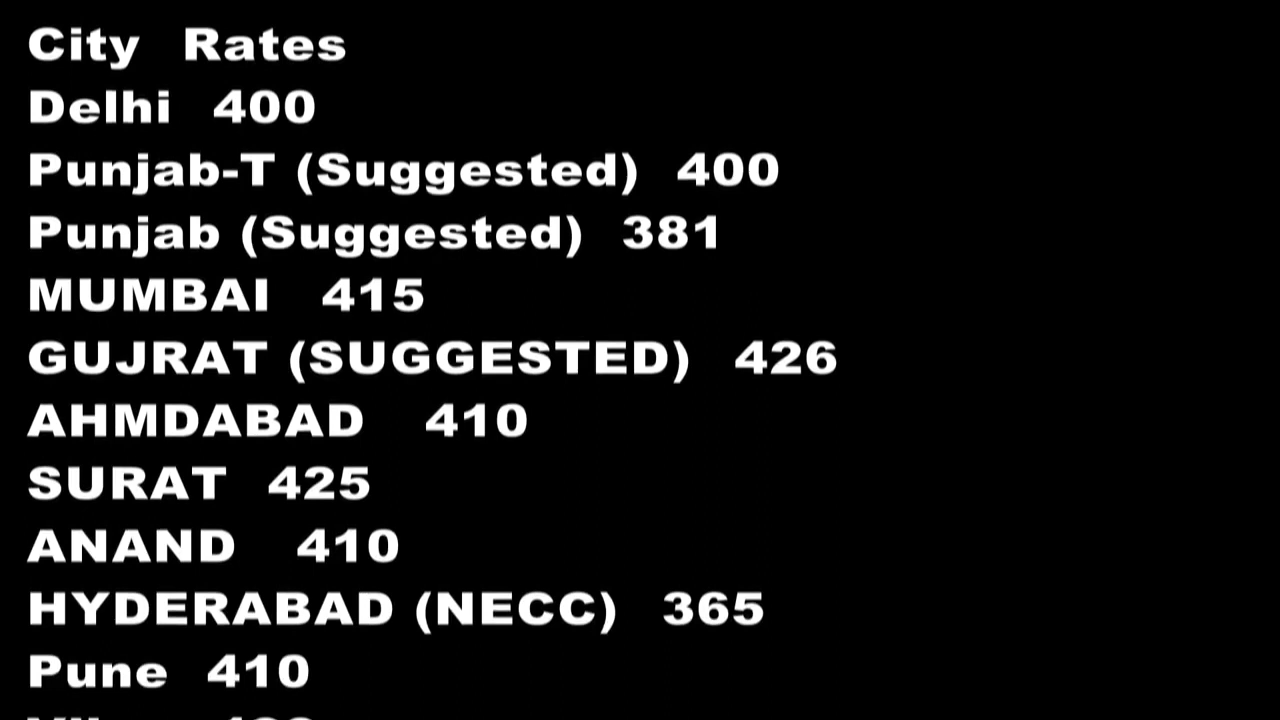 City Rates
Delhi 400
Punjab-T (Suggested) 400
Punjab (Suggested) 381
MUMBAI 415
GUJRAT (SUGGESTED) 426
AHMDABAD 410
SURAT 425
ANAND 410
HYDERABAD (NECC) 365
Pune 410